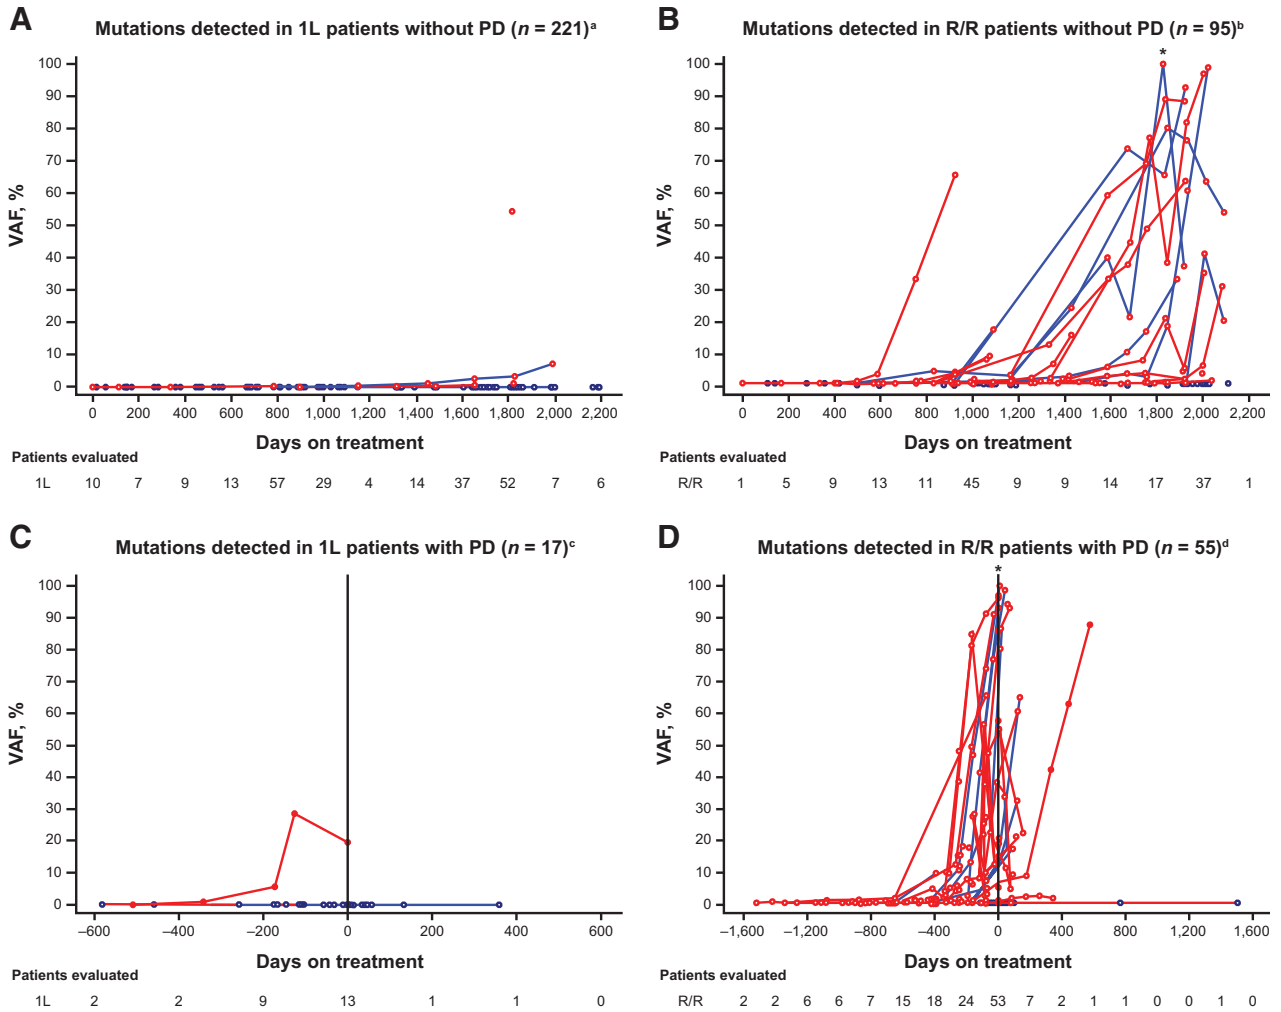 A
Mutations detected in 1L patients without PD (n = 221)a
VAF, %
100
90
80
70
60
50
40
30
20
10
0
0 200 400 600 800 1,000 1,200 1,400 1,600 1,800 2,000 2,200
Days on treatment
Patients evaluated
1L 10 7 9 13 57 29 4 14 37 52 7 6
B
Mutations detected in R/R patients without PD (n = 95)b
*
VAF, %
100
90
80
70
60
50
40
30
20
10
0
0 200 400 600 800 1,000 1,200 1,400 1,600 1,800 2,000 2,200
Days on treatment
Patients evaluated
R/R 1 5 9 13 11 45 9 9 14 17 37 1
C
Mutations detected in 1L patients with PD (n = 17)c
VAF, %
100
90
80
70
60
50
40
30
20
10
0
–600 –400 –200 0 200 400 600
Days on treatment
Patients evaluated
1L 2 2 9 13 1 1 0
D
Mutations detected in R/R patients with PD (n = 55)d
*
VAF, %
100
90
80
70
60
50
40
30
20
10
0
–1,600 –1,200 –800 –400 0 400 800 1,200 1,600
Days on treatment
Patients evaluated
R/R 2 2 6 6 7 15 18 24 53 7 2 1 1 0 0 1 0